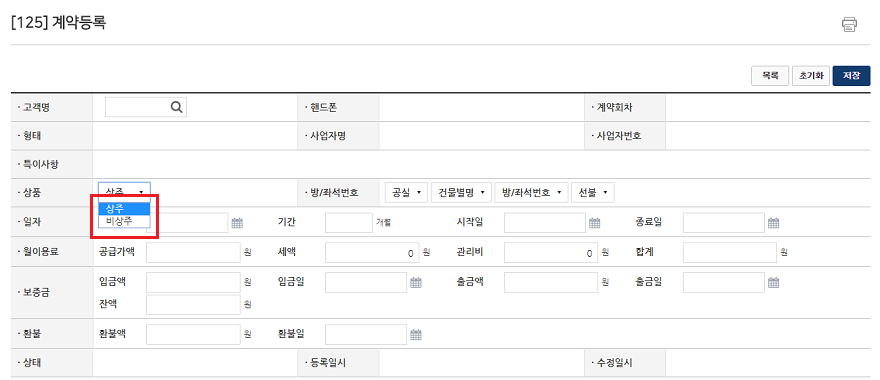 [125] 계약등록
목록 초기화 저장
· 고객명 · 핸드폰 · 계약회차
· 형태 · 사업자명 · 사업자번호
· 특이사항
· 상품 상주 · 방/좌석번호 공실 건물별명 방/좌석번호 선불
상주
비상주
· 일자 기간 개월 시작일 종료일
· 월이용료 공급가액 원 세액 0 원 관리비 0 원 합계 원
· 보증금 입금액 원 입금일 출금액 원 출금일
잔액 원
· 환불 환불액 원 환불일
· 상태 · 등록일시 · 수정일시